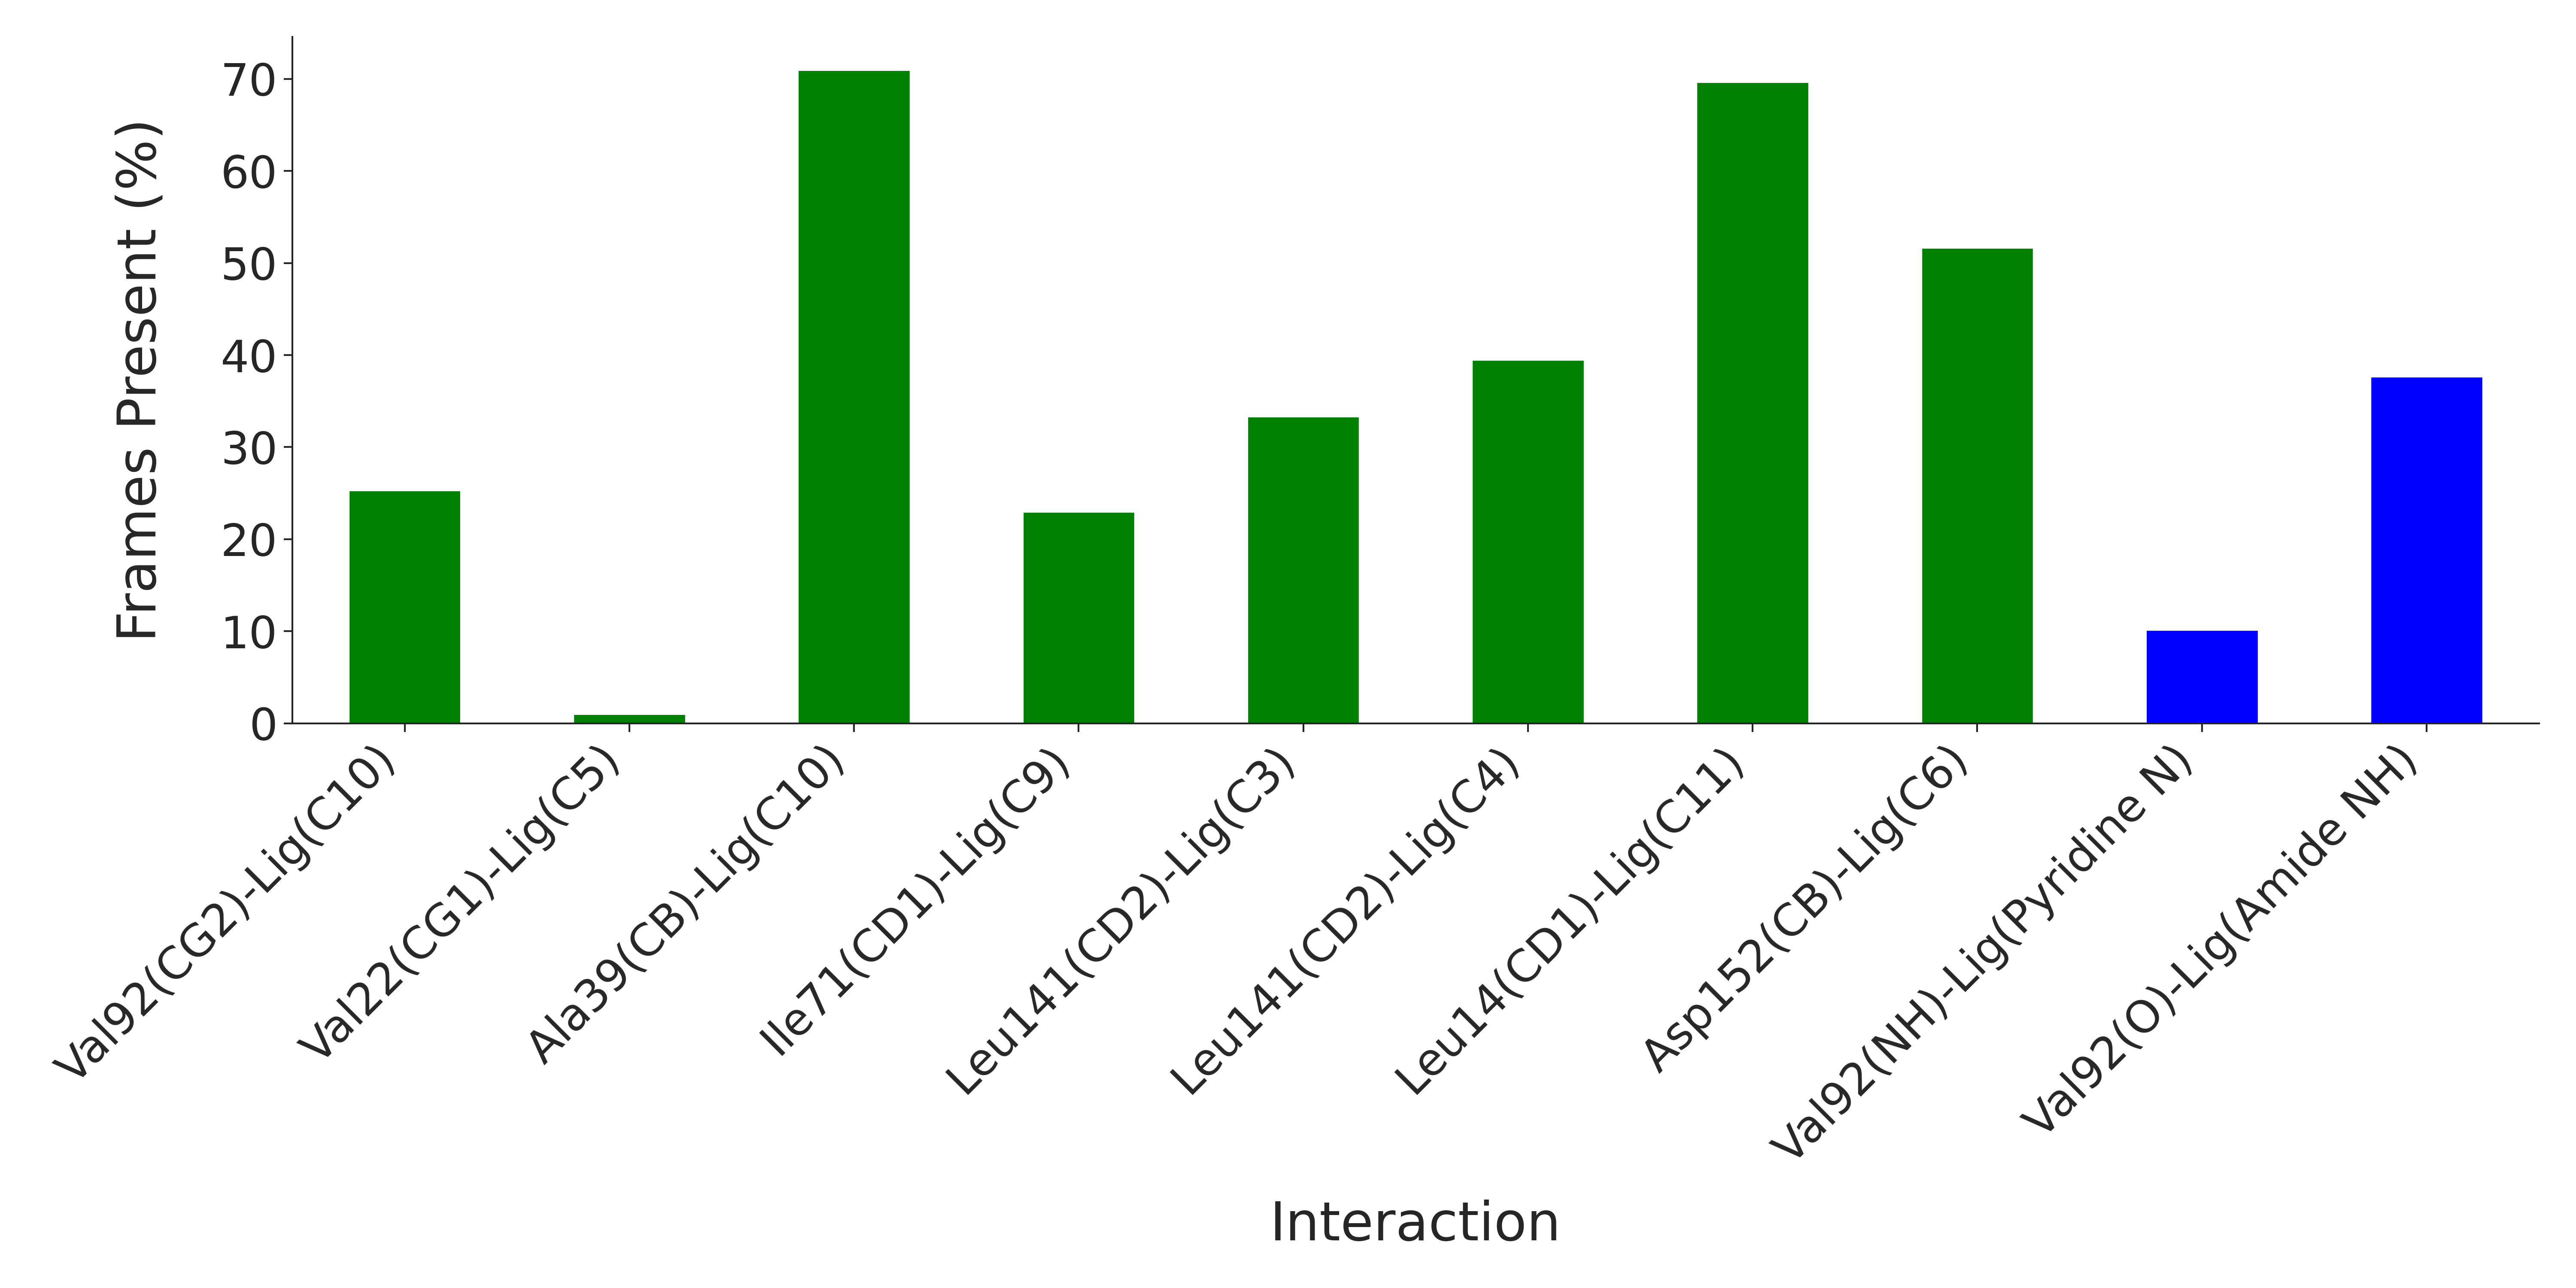 Frames Present (%)
70
60
50
40
30
20
10
0
Val92(CG2)-Lig(C10)
Val22(CG1)-Lig(C5)
Ala39(CB)-Lig(C10)
Ile71(CD1)-Lig(C9)
Leu141(CD2)-Lig(C3)
Leu141(CD2)-Lig(C4)
Leu14(CD1)-Lig(C11)
Asp152(CB)-Lig(C6)
Val92(NH)-Lig(Pyridine N)
Val92(O)-Lig(Amide NH)
Interaction